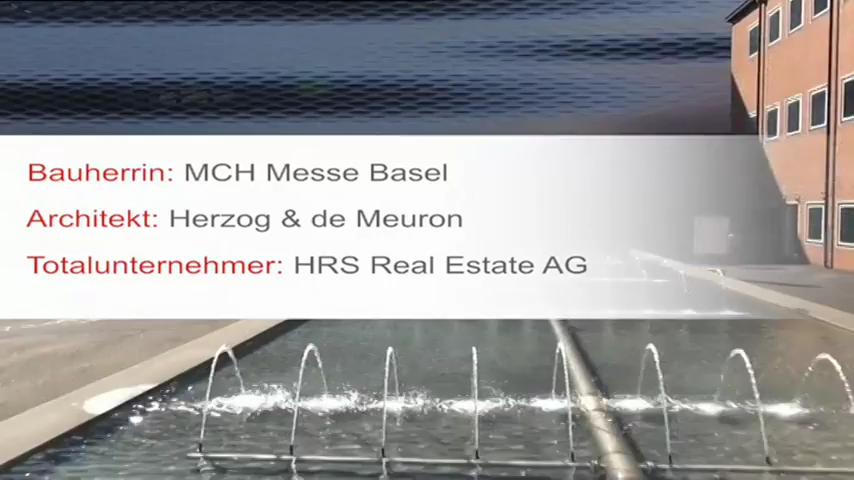 Bauherrin: MCH Messe Basel
Architekt: Herzog & de Meuron
Totalunternehmer: HRS Real Estate AG